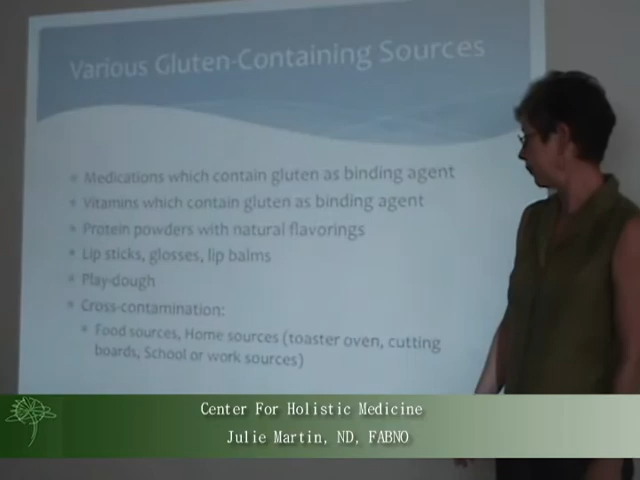 Various Gluten-Containing Sources
Medications which contain gluten as binding agent
Vitamins which contain gluten as binding agent
Protein powders with natural flavorings
Lip sticks, glosses, lip balms
Play-dough
Cross-contamination:
Food sources, Home sources (toaster oven, cutting
boards, School or work sources)
Center For Holistic Medicine
Julie Martin, ND, FABNO